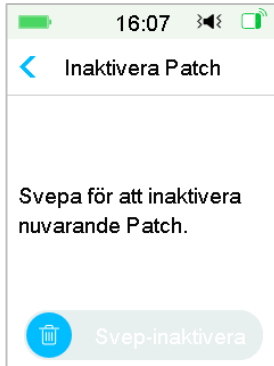 16:07
Inaktivera Patch
Svepa för att inaktivera
nuvarande Patch.
Svep-inaktivera